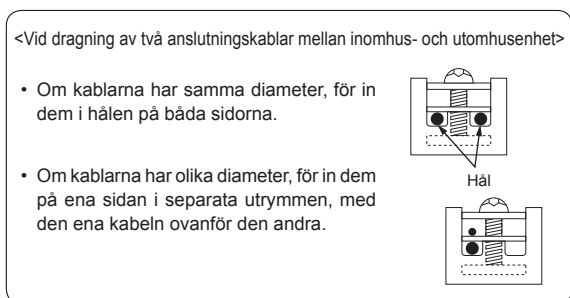 <Vid dragning av två anslutningskablar mellan inomhus- och utomhusenhet>
• Om kablarna har samma diameter, för in
dem i hålen på båda sidorna.
Hål
• Om kablarna har olika diameter, för in dem
på ena sidan i separata utrymmen, med
den ena kabeln ovanför den andra.